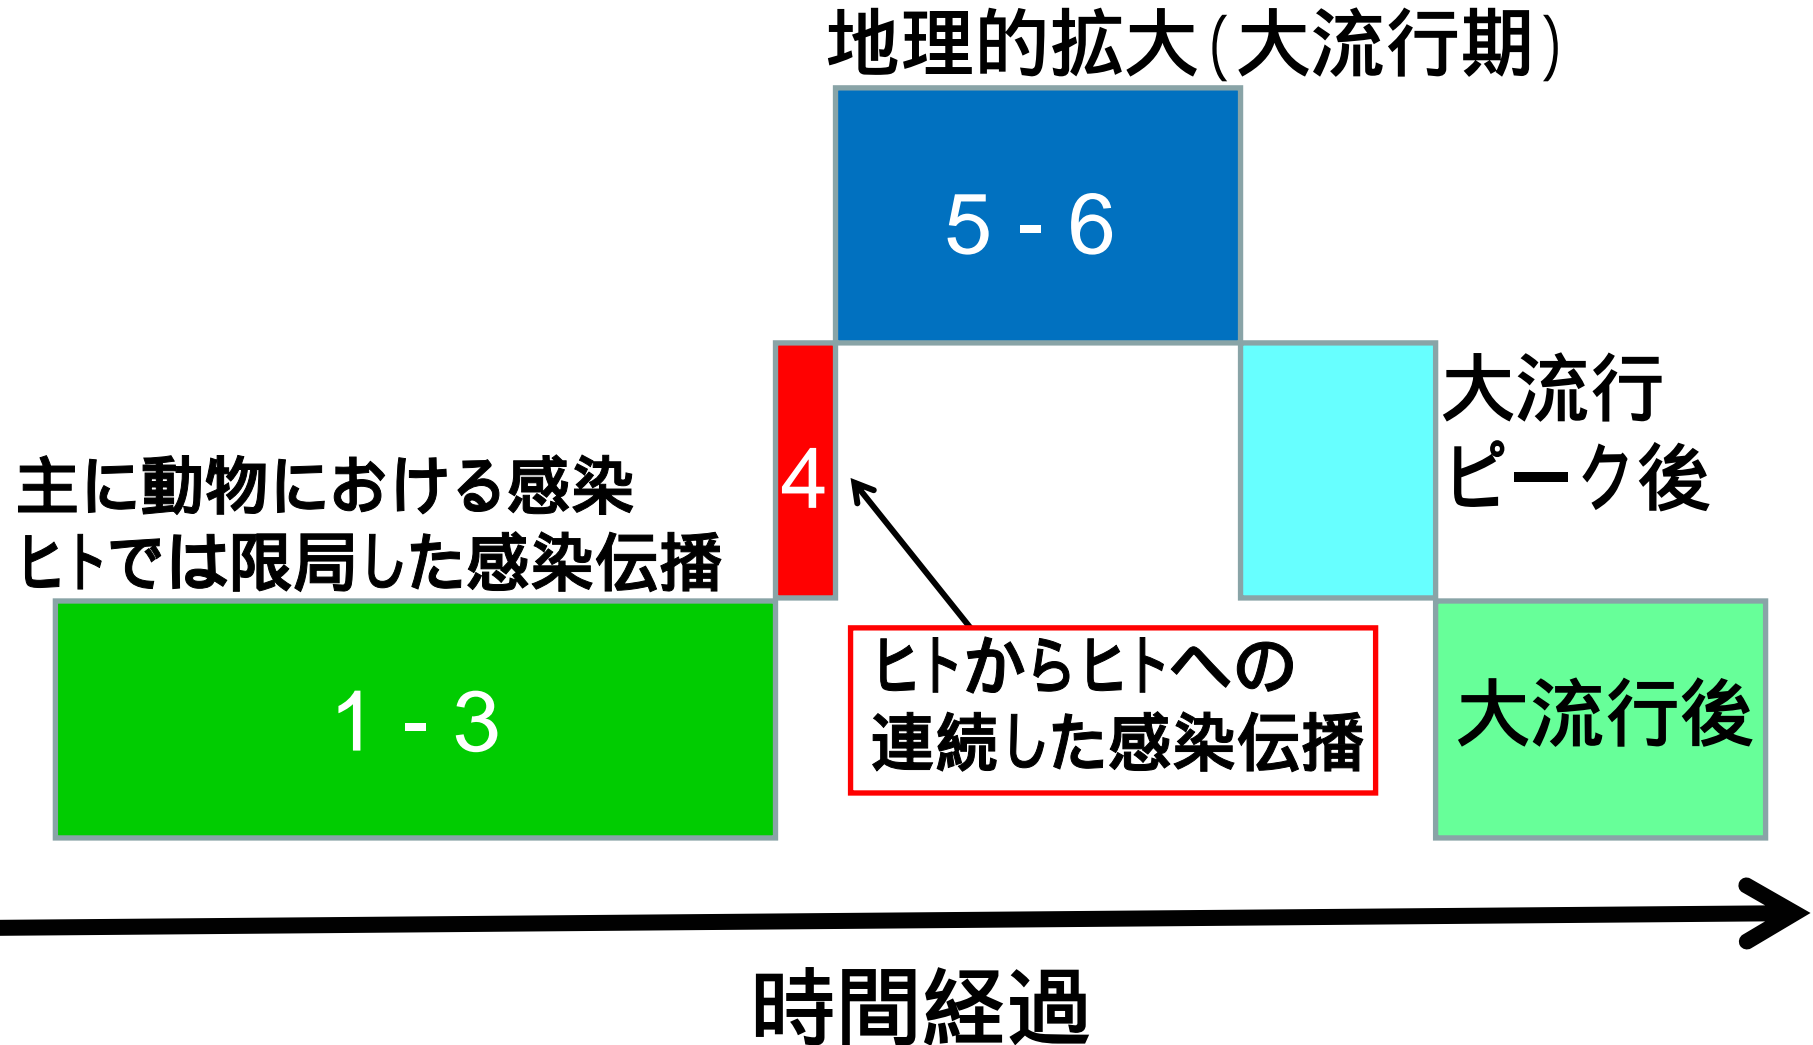 地理的拡大(大流行期)
5 - 6
4
大流行
ピーク後
主に動物における感染
ヒトでは限局した感染伝播
1 - 3
ヒトからヒトへの
連続した感染伝播
大流行後
時間経過